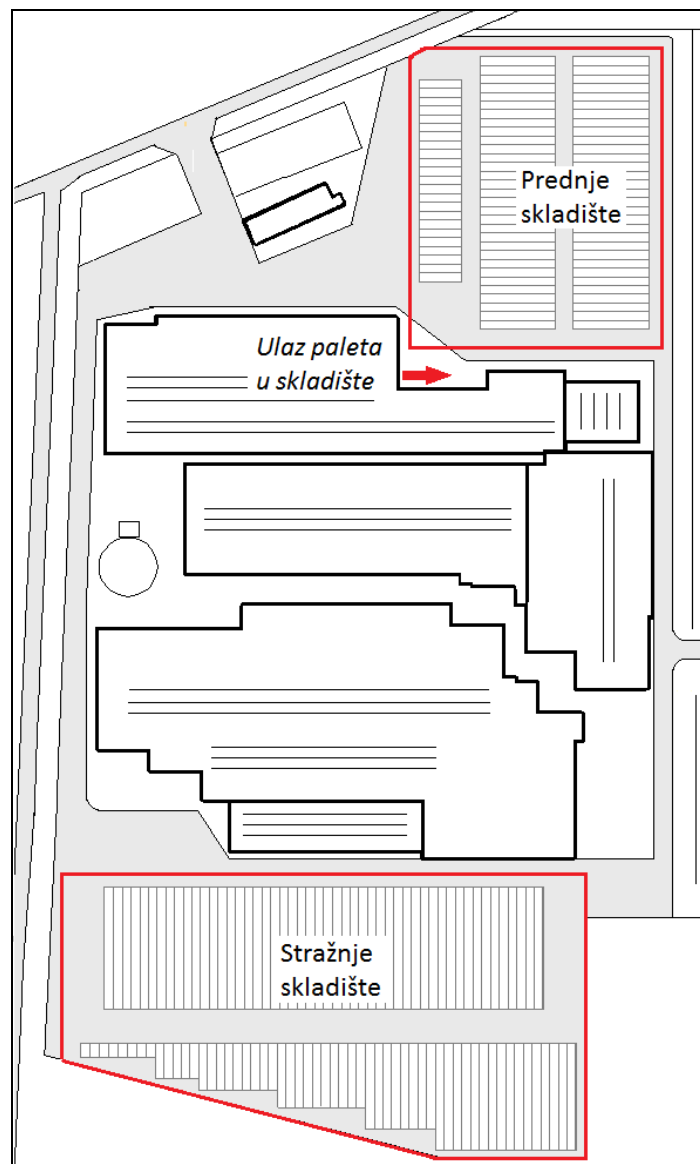 Prednje
skladište
Ulaz paleta
u skladište
Stražnje
skladište